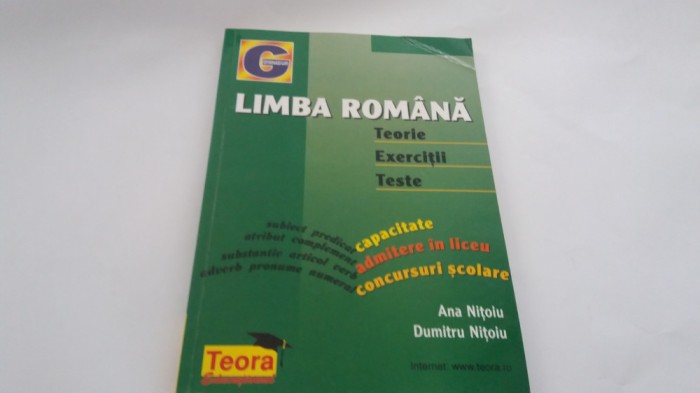 G
LIMBA ROMÂNĂ
Teorie
Exerciții
Teste
subiect predicat
atribut complement
substantiv articol verb
adverb pronume numeral
capacitate
admitere în liceu
concursuri școlare
Ana Nițoiu
Dumitru Nițoiu
Teora
Educațional
Internet: www.teora.ro